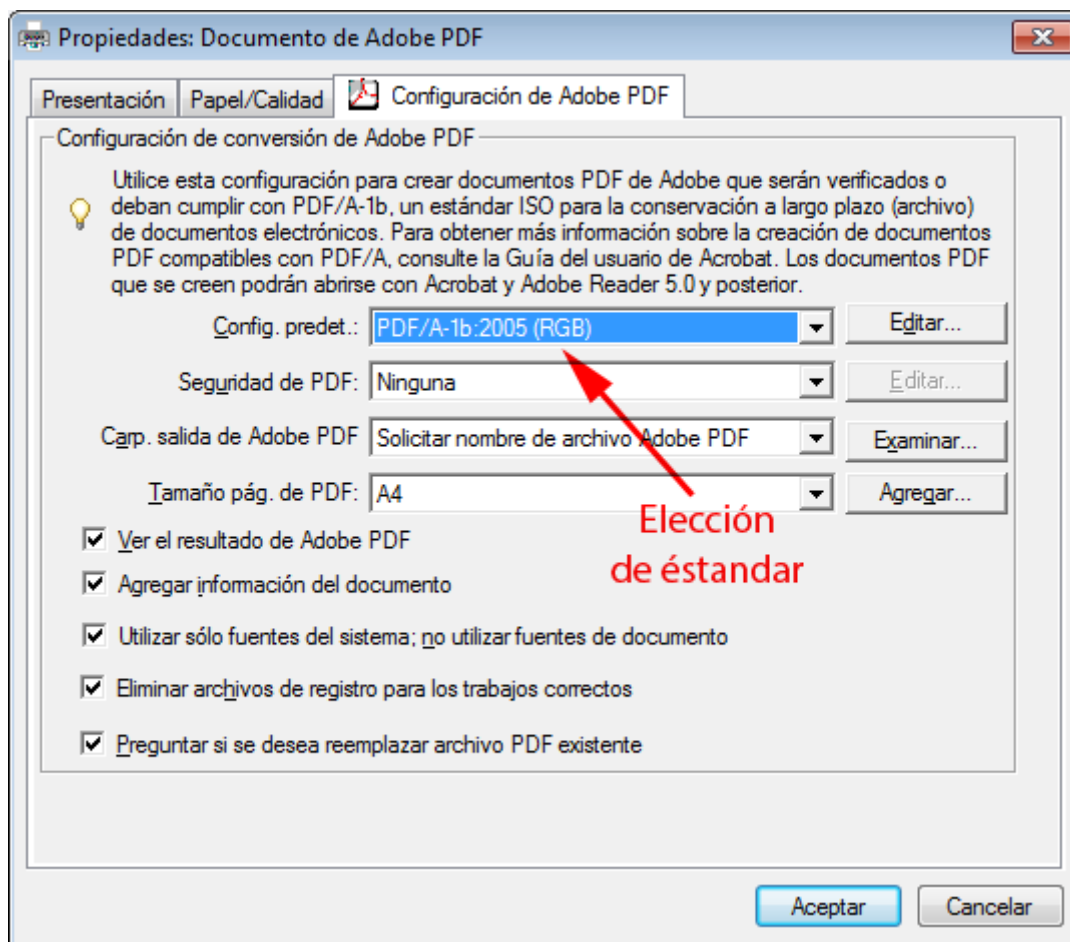 Propiedades: Documento de Adobe PDF
Presentación
Papel/Calidad
Configuración de Adobe PDF
Configuración de conversión de Adobe PDF
Utilice esta configuración para crear documentos PDF de Adobe que serán verificados o
deban cumplir con PDF/A-1b, un estándar ISO para la conservación a largo plazo (archivo)
de documentos electrónicos. Para obtener más información sobre la creación de documentos
PDF compatibles con PDF/A, consulte la Guía del usuario de Acrobat. Los documentos PDF
que se creen podrán abrirse con Acrobat y Adobe Reader 5.0 y posterior.
Config. predet.: PDF/A-1b:2005 (RGB) Editar...
Seguridad de PDF: Ninguna Editar...
Carp. salida de Adobe PDF Solicitar nombre de archivo Adobe PDF Examinar...
Tamaño pág. de PDF: A4 Agregar...
Elección
de éstandar
Ver el resultado de Adobe PDF
Agregar información del documento
Utilizar sólo fuentes del sistema; no utilizar fuentes de documento
Eliminar archivos de registro para los trabajos correctos
Preguntar si se desea reemplazar archivo PDF existente
Aceptar Cancelar